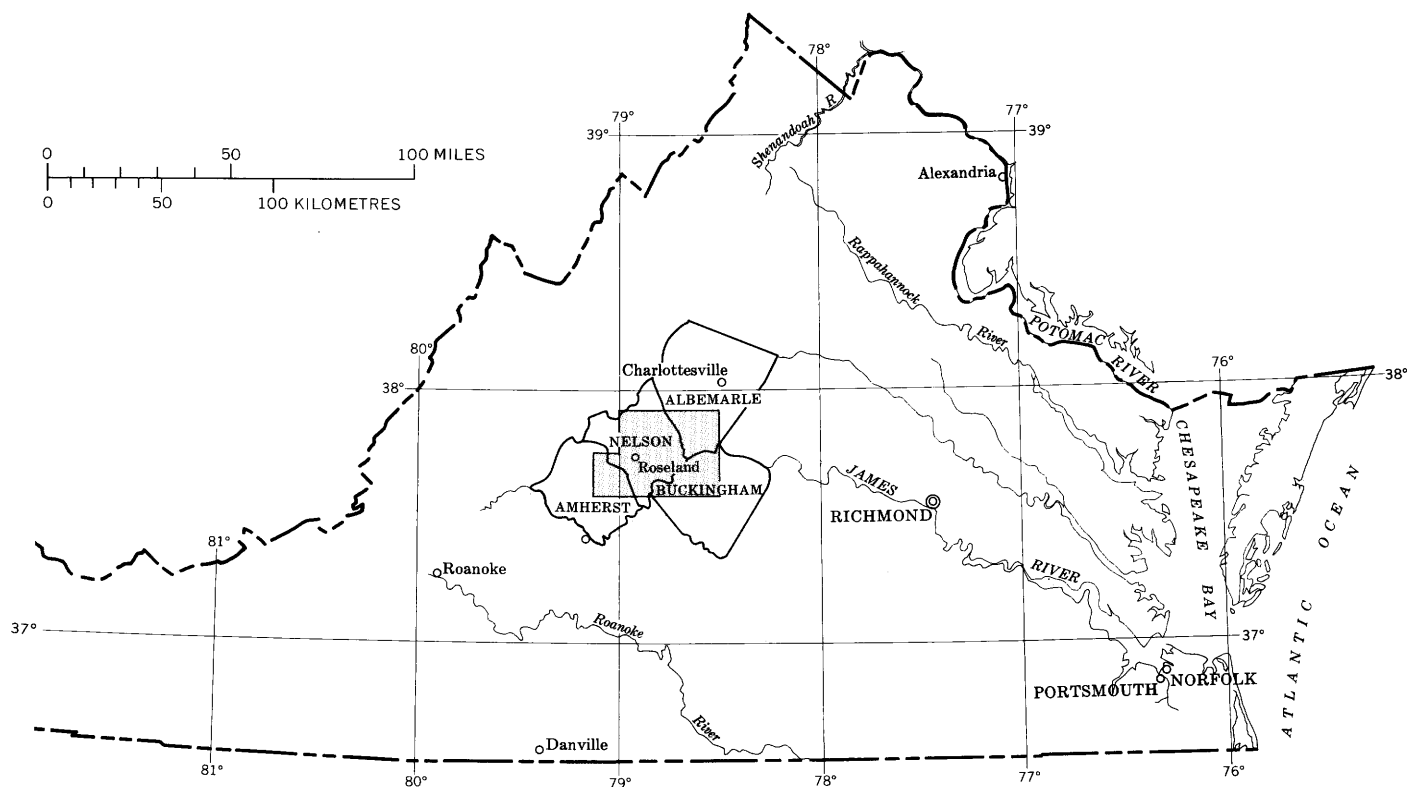 78°
77°
79°
39°
39°
Shenandoah R
0 50 100 MILES
0 50 100 KILOMETRES
Alexandria
Rappahannock River
POTOMAC RIVER
80°
76°
38°
38°
Charlottesville
ALBEMARLE
NELSON
Roseland
BUCKINGHAM
AMHERST
JAMES RIVER
RICHMOND
CHESAPEAKE BAY
ATLANTIC OCEAN
81°
Roanoke
Roanoke River
37°
37°
PORTSMOUTH
NORFOLK
Danville
81°
80°
79°
78°
77°
76°